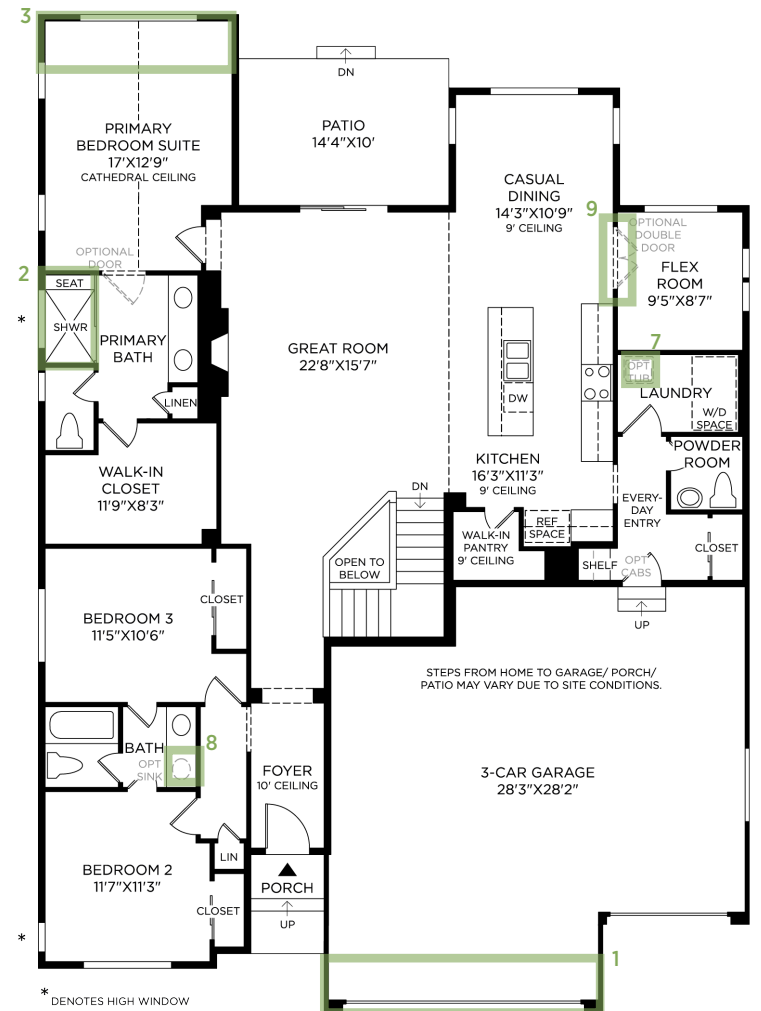 3
DN
PATIO
14'4"X10'
PRIMARY
BEDROOM SUITE
17'X12'9"
CATHEDRAL CEILING
CASUAL
DINING
14'3"X10'9"
9' CEILING
9
OPTIONAL
DOUBLE
DOOR
FLEX
ROOM
9'5"X8'7"
OPTIONAL
DOOR
2
SEAT
*
SHWR
PRIMARY
BATH
GREAT ROOM
22'8"X15'7"
7
OPT
TUB
LAUNDRY
W/D
SPACE
DW
LINEN
POWDER
ROOM
KITCHEN
16'3"X11'3"
9' CEILING
WALK-IN
CLOSET
11'9"X8'3"
DN
EVERY-
DAY
ENTRY
REF
SPACE
WALK-IN
PANTRY
9' CEILING
CLOSET
OPEN TO
BELOW
SHELF
OPT
CABS
CLOSET
BEDROOM 3
11'5"X10'6"
UP
STEPS FROM HOME TO GARAGE/ PORCH/
PATIO MAY VARY DUE TO SITE CONDITIONS.
8
BATH
OPT
SINK
FOYER
10' CEILING
3-CAR GARAGE
28'3"X28'2"
LIN
BEDROOM 2
11'7"X11'3"
PORCH
CLOSET
UP
*
1
* DENOTES HIGH WINDOW